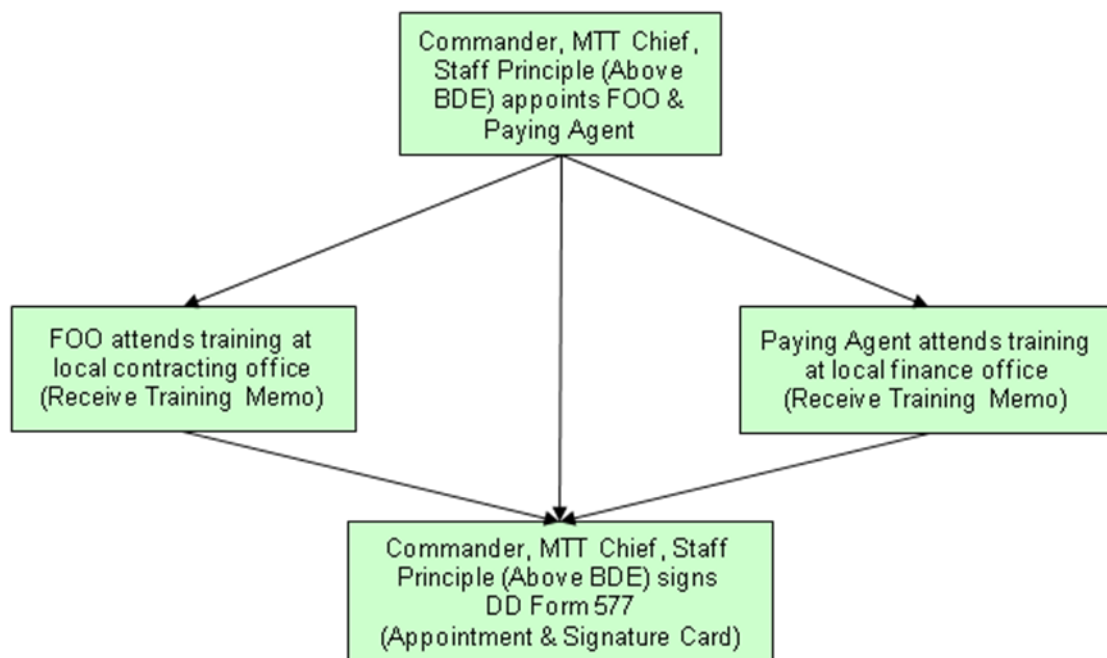 Commander, MTT Chief,
Staff Principle (Above
BDE) appoints FOO &
Paying Agent
FOO attends training at
local contracting office
(Receive Training Memo)
Paying Agent attends training
at local finance office
(Receive Training Memo)
Commander, MTT Chief, Staff
Principle (Above BDE) signs
DD Form 577
(Appointment & Signature Card)